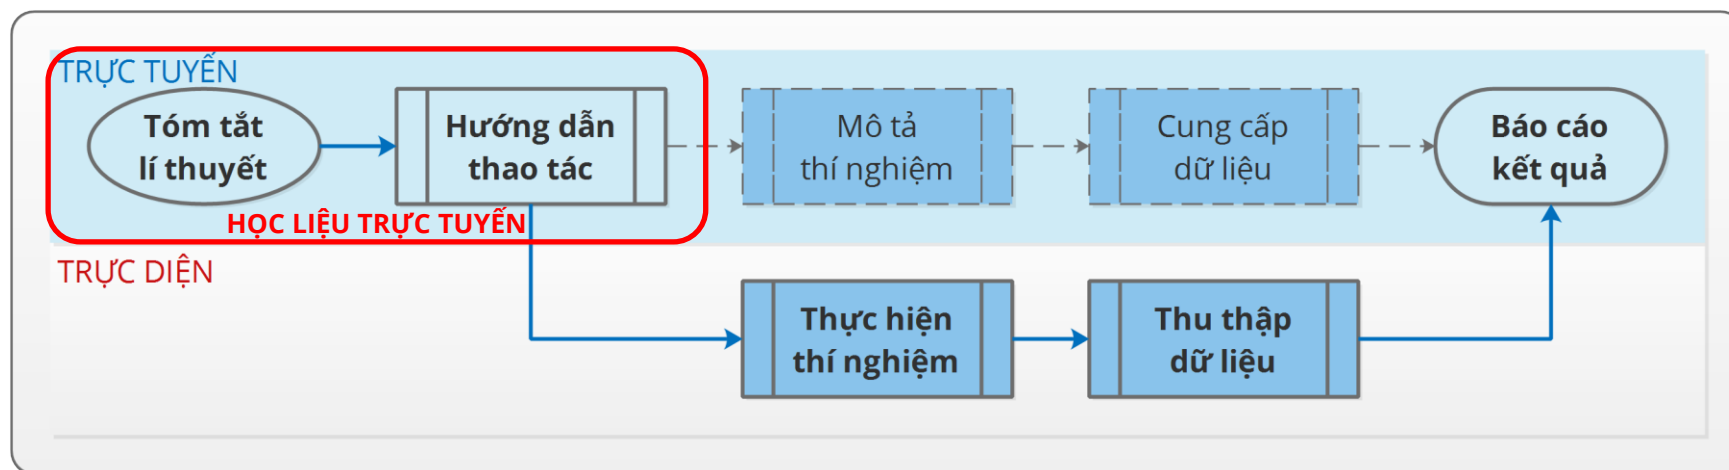 TRỰC TUYẾN
Tóm tắt
lí thuyết
Hướng dẫn
thao tác
Mô tả
thí nghiệm
Cung cấp
dữ liệu
Báo cáo
kết quả
HỌC LIỆU TRỰC TUYẾN
TRỰC DIỆN
Thực hiện
thí nghiệm
Thu thập
dữ liệu